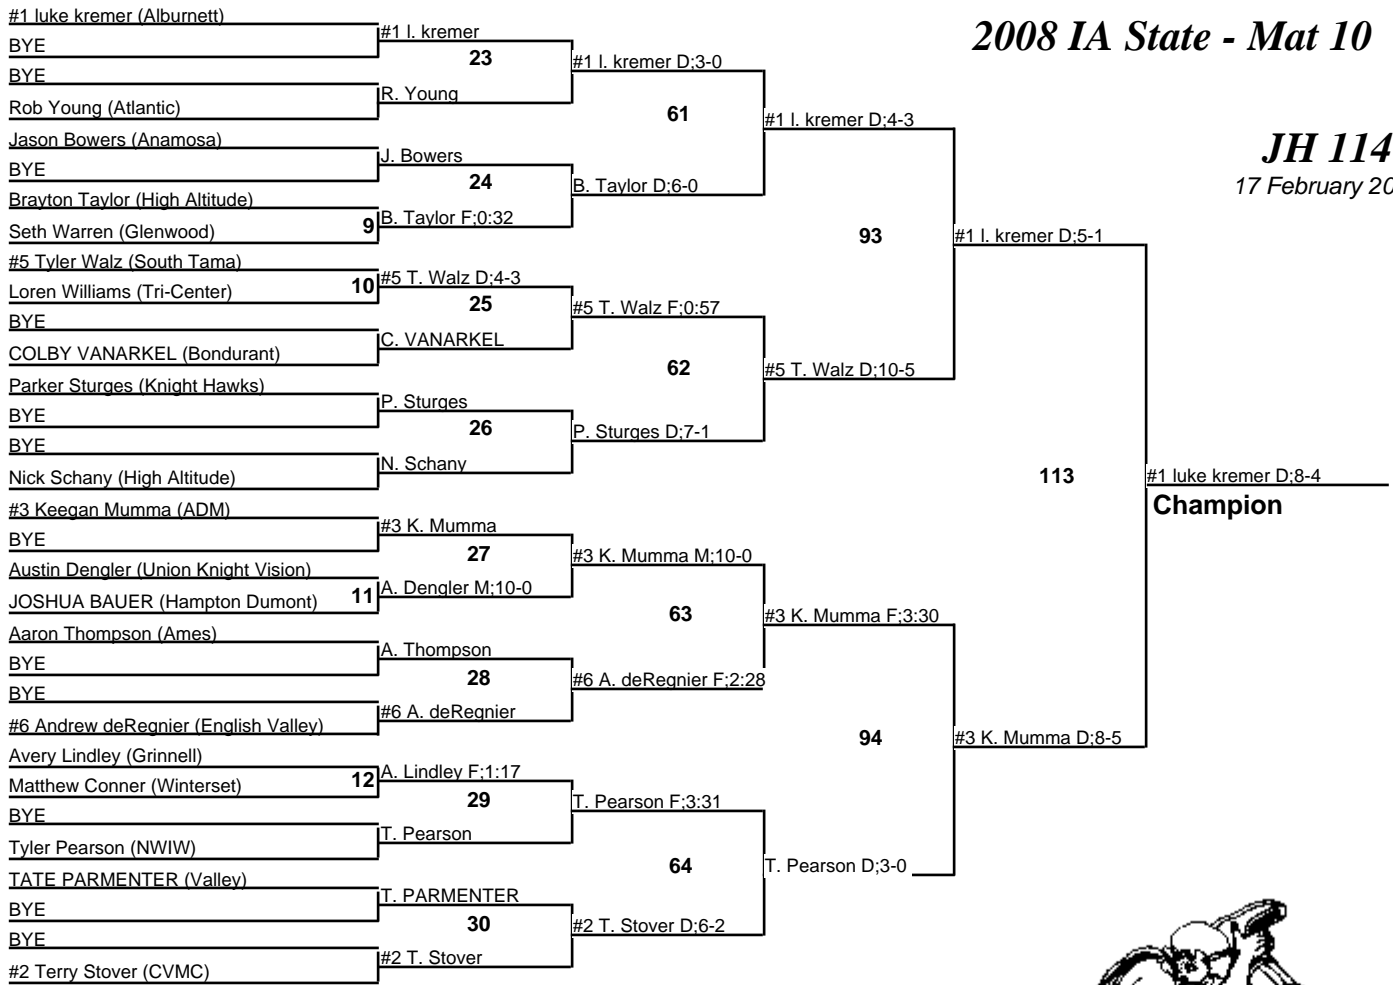 2008 IA State - Mat 10
JH 114
17 February 20
#1 luke kremer (Alburnett)
BYE
BYE
Rob Young (Atlantic)
Jason Bowers (Anamosa)
BYE
Brayton Taylor (High Altitude)
Seth Warren (Glenwood)
#5 Tyler Walz (South Tama)
Loren Williams (Tri-Center)
BYE
COLBY VANARKEL (Bondurant)
Parker Sturges (Knight Hawks)
BYE
BYE
Nick Schany (High Altitude)
#3 Keegan Mumma (ADM)
BYE
Austin Dengler (Union Knight Vision)
JOSHUA BAUER (Hampton Dumont)
Aaron Thompson (Ames)
BYE
BYE
#6 Andrew deRegnier (English Valley)
Avery Lindley (Grinnell)
Matthew Conner (Winterset)
BYE
Tyler Pearson (NWIW)
TATE PARMENTER (Valley)
BYE
BYE
#2 Terry Stover (CVMC)
9
10
11
12
#1 l. kremer
23
R. Young
J. Bowers
24
B. Taylor F;0:32
#5 T. Walz D;4-3
25
C. VANARKEL
P. Sturges
26
N. Schany
#3 K. Mumma
27
A. Dengler M;10-0
A. Thompson
28
#6 A. deRegnier
A. Lindley F;1:17
29
T. Pearson
T. PARMENTER
30
#2 T. Stover
#1 l. kremer D;3-0
61
B. Taylor D;6-0
#5 T. Walz F;0:57
62
P. Sturges D;7-1
#3 K. Mumma M;10-0
63
#6 A. deRegnier F;2:28
T. Pearson F;3:31
64
#2 T. Stover D;6-2
#1 l. kremer D;4-3
93
#5 T. Walz D;10-5
#3 K. Mumma F;3:30
94
T. Pearson D;3-0
#1 l. kremer D;5-1
113
#3 K. Mumma D;8-5
#1 luke kremer D;8-4
Champion